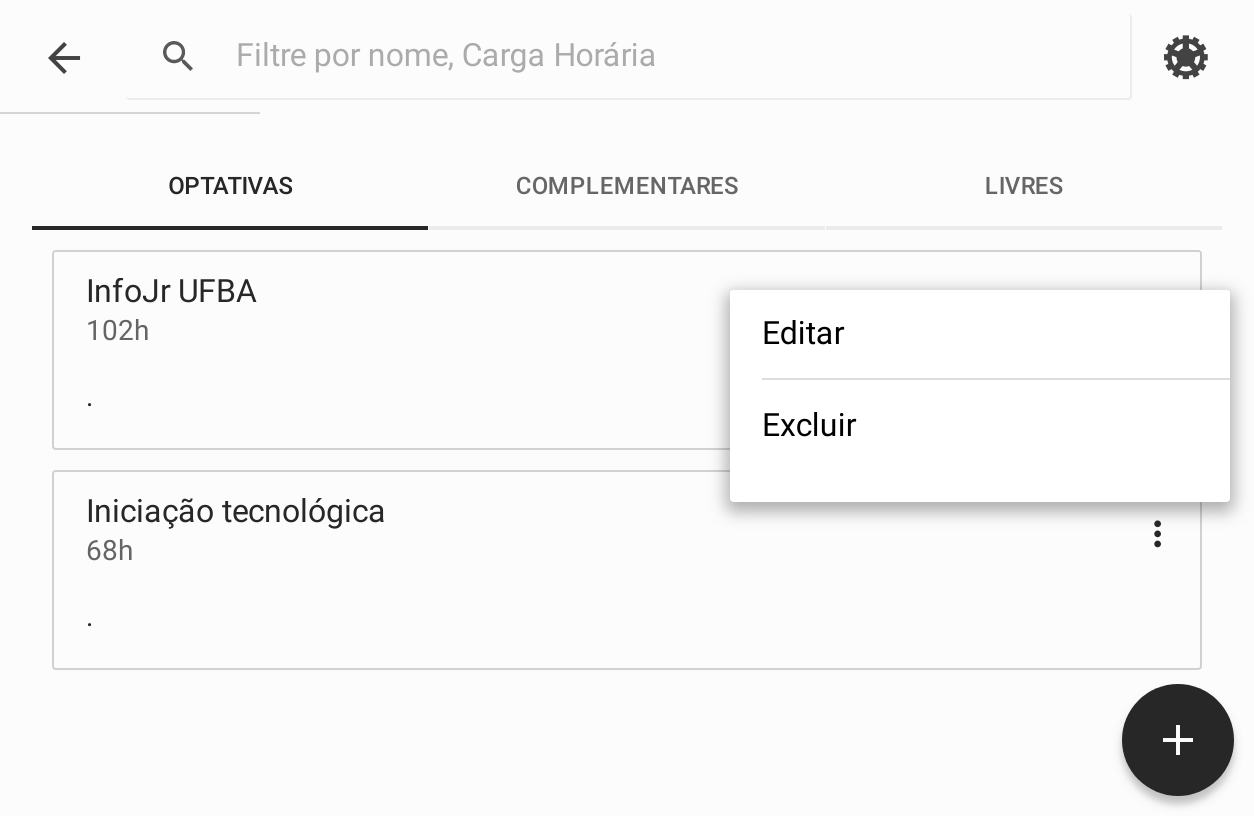 Filtre por nome, Carga Horária
OPTATIVAS COMPLEMENTARES LIVRES
InfoJr UFBA
102h
.
Editar
Excluir
Iniciação tecnológica
68h
.